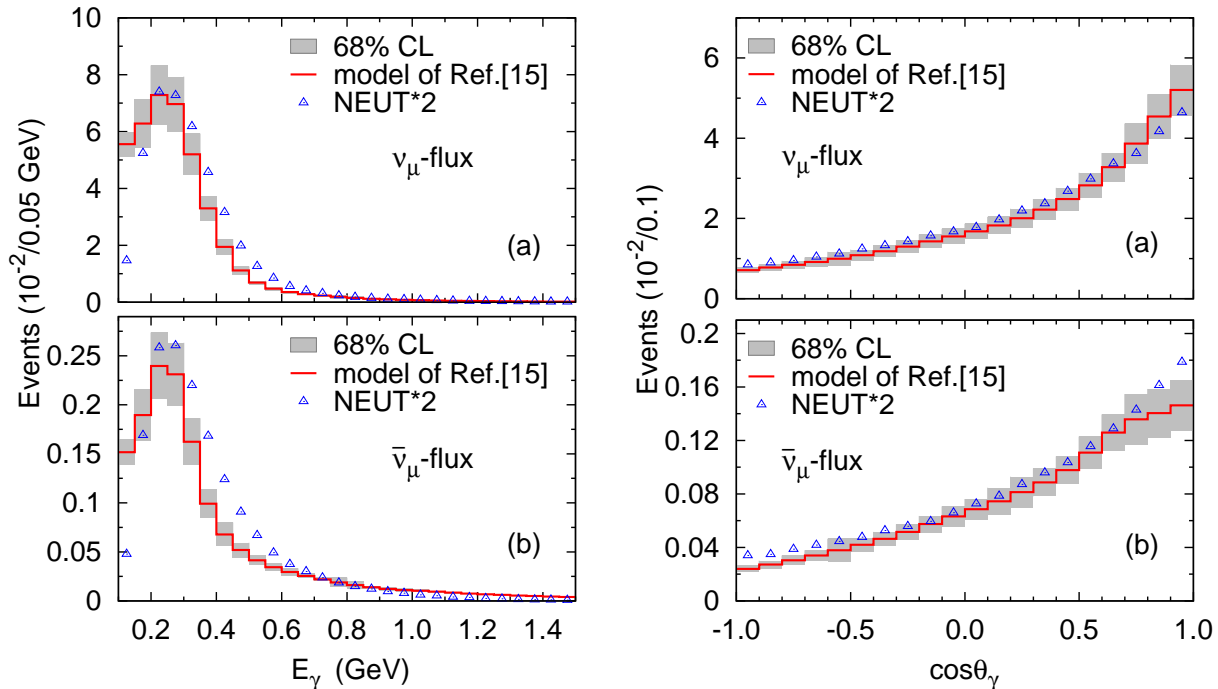 Events (10⁻²/0.05 GeV)
10
8
6
4
2
0
68% CL
model of Ref.[15]
NEUT*2
νμ-flux
(a)
0.25
0.2
0.15
0.1
0.05
0
68% CL
model of Ref.[15]
NEUT*2
ν̄μ-flux
(b)
0.2 0.4 0.6 0.8 1.0 1.2 1.4
Eγ (GeV)
Events (10⁻²/0.1)
6
4
2
0
68% CL
model of Ref.[15]
NEUT*2
νμ-flux
(a)
0.2
0.16
0.12
0.08
0.04
0
68% CL
model of Ref.[15]
NEUT*2
ν̄μ-flux
(b)
-1.0 -0.5 0.0 0.5 1.0
cosθγ